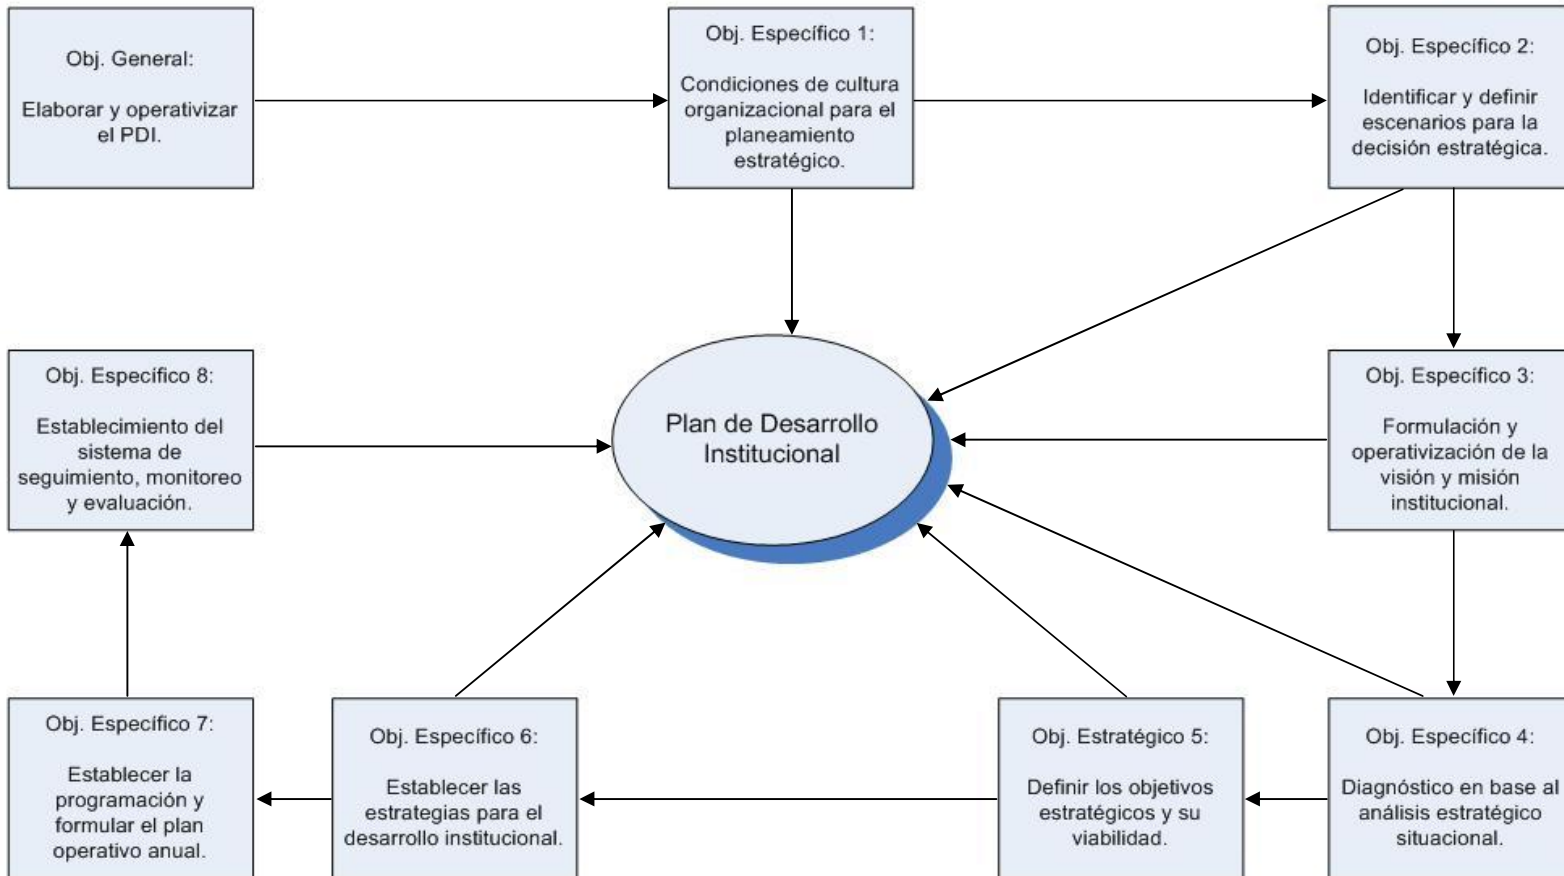 Obj. General:
Elaborar y operativizar
el PDI.
Obj. Específico 1:
Condiciones de cultura
organizacional para el
planeamiento
estratégico.
Obj. Específico 2:
Identificar y definir
escenarios para la
decisión estratégica.
Obj. Específico 8:
Establecimiento del
sistema de
seguimiento, monitoreo
y evaluación.
Plan de Desarrollo
Institucional
Obj. Específico 3:
Formulación y
operativización de la
visión y misión
institucional.
Obj. Específico 7:
Establecer la
programación y
formular el plan
operativo anual.
Obj. Específico 6:
Establecer las
estrategias para el
desarrollo institucional.
Obj. Estratégico 5:
Definir los objetivos
estratégicos y su
viabilidad.
Obj. Específico 4:
Diagnóstico en base al
análisis estratégico
situacional.